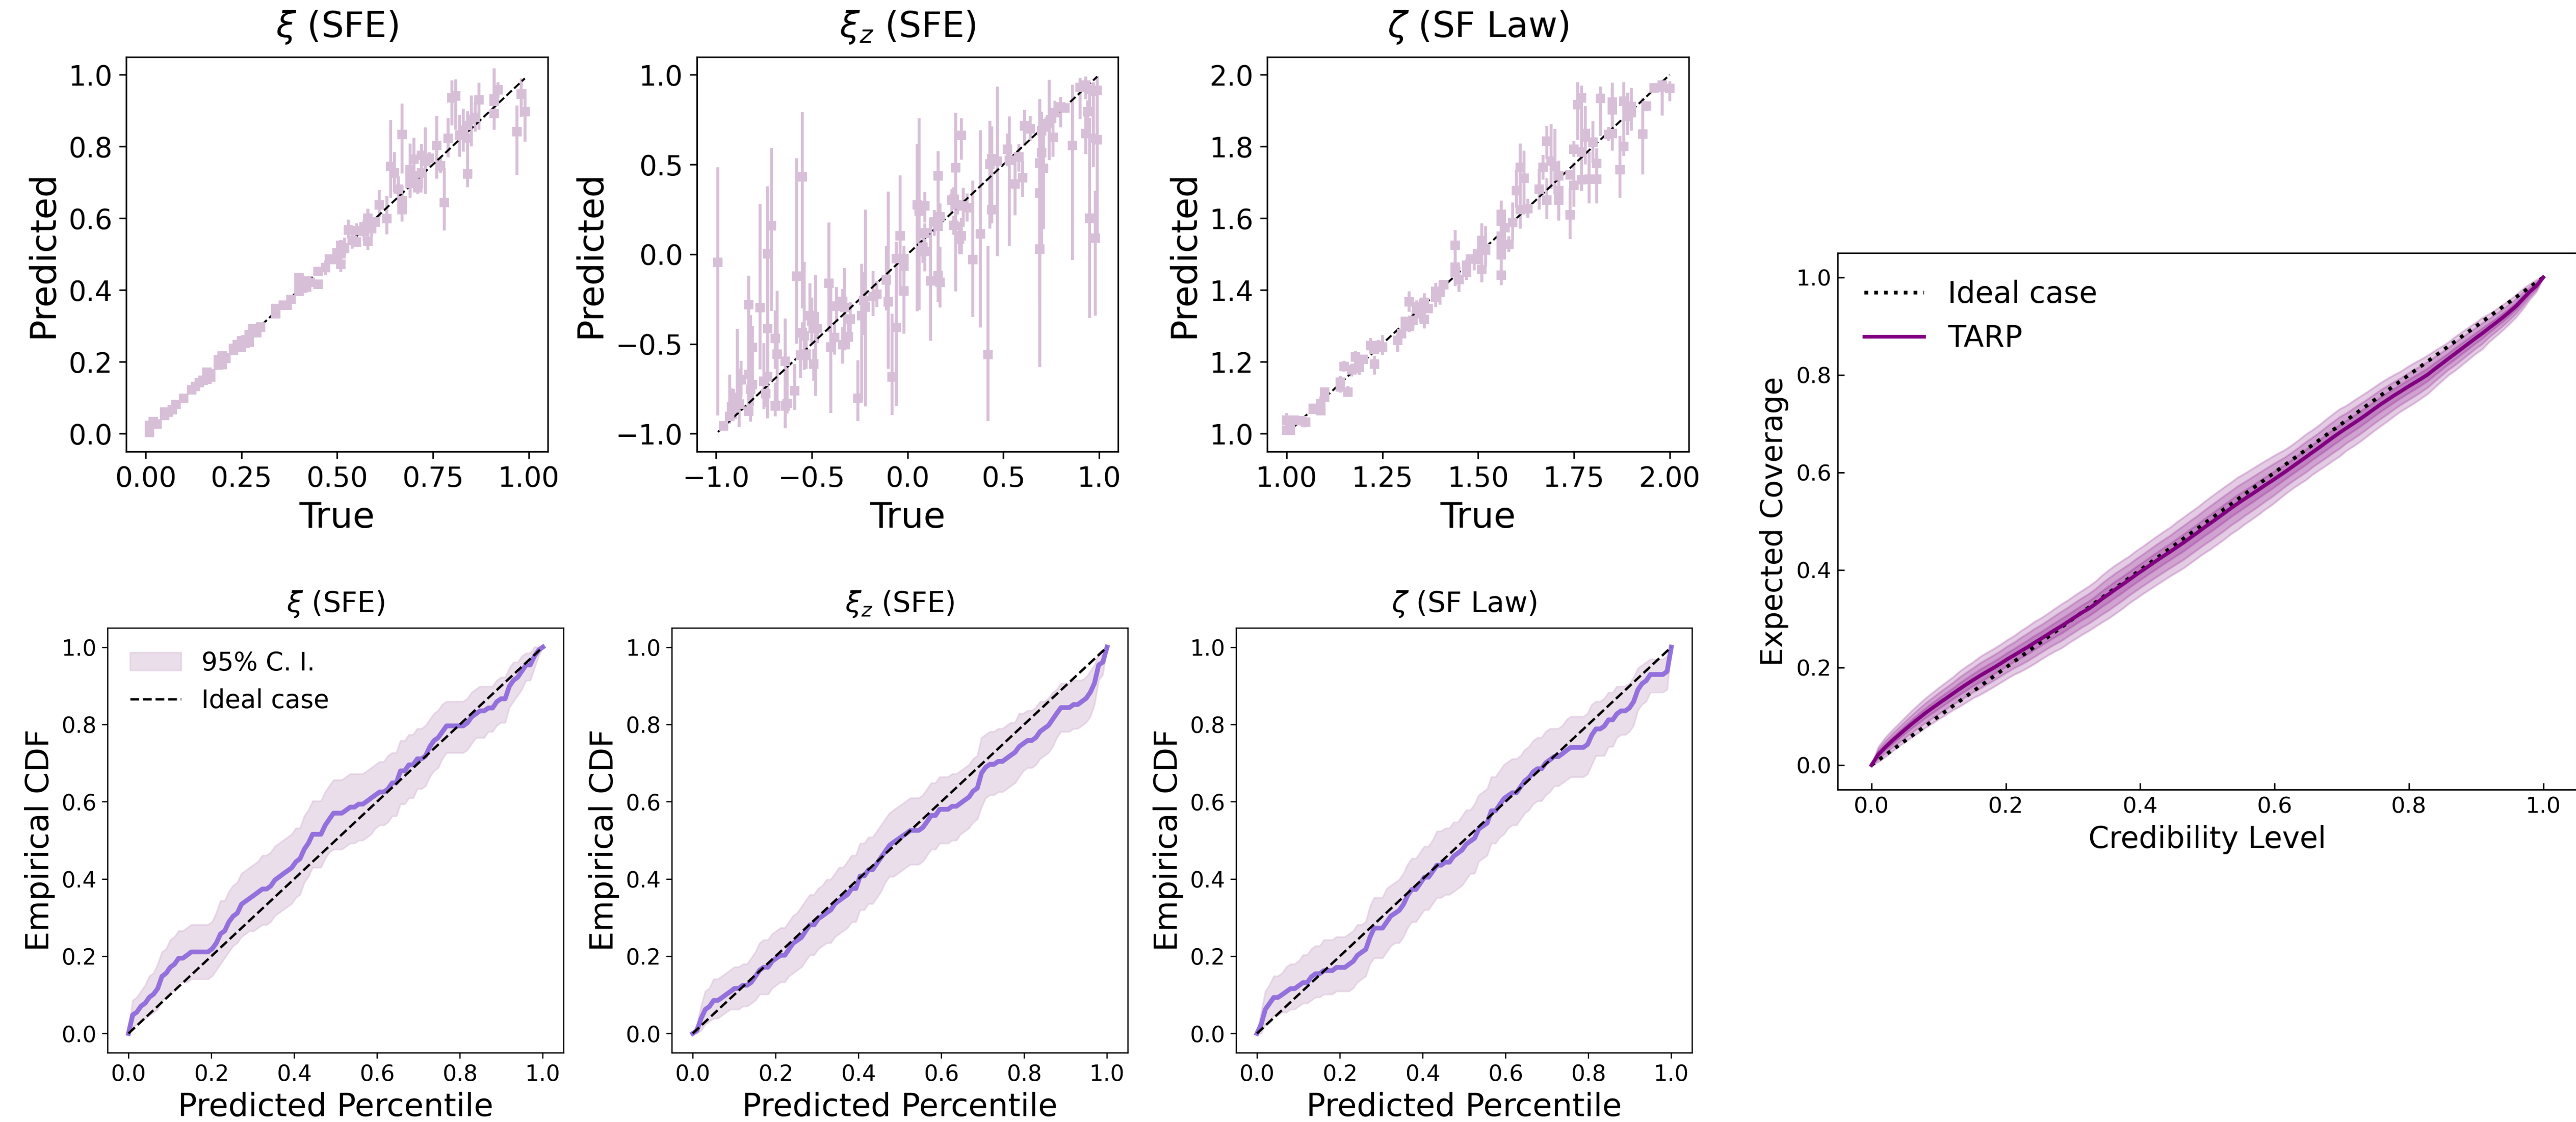 ξ (SFE)
1.0
0.8
0.6
0.4
0.2
0.0
Predicted
0.00 0.25 0.50 0.75 1.00
True
ξz (SFE)
1.0
0.5
0.0
−0.5
−1.0
Predicted
−1.0 −0.5 0.0 0.5 1.0
True
ζ (SF Law)
2.0
1.8
1.6
1.4
1.2
1.0
Predicted
1.00 1.25 1.50 1.75 2.00
True
ξ (SFE)
95% C. I.
Ideal case
1.0
0.8
0.6
0.4
0.2
0.0
Empirical CDF
0.0 0.2 0.4 0.6 0.8 1.0
Predicted Percentile
ξz (SFE)
1.0
0.8
0.6
0.4
0.2
0.0
Empirical CDF
0.0 0.2 0.4 0.6 0.8 1.0
Predicted Percentile
ζ (SF Law)
1.0
0.8
0.6
0.4
0.2
0.0
Empirical CDF
0.0 0.2 0.4 0.6 0.8 1.0
Predicted Percentile
Ideal case
TARP
1.0
0.8
0.6
0.4
0.2
0.0
Expected Coverage
0.0 0.2 0.4 0.6 0.8 1.0
Credibility Level